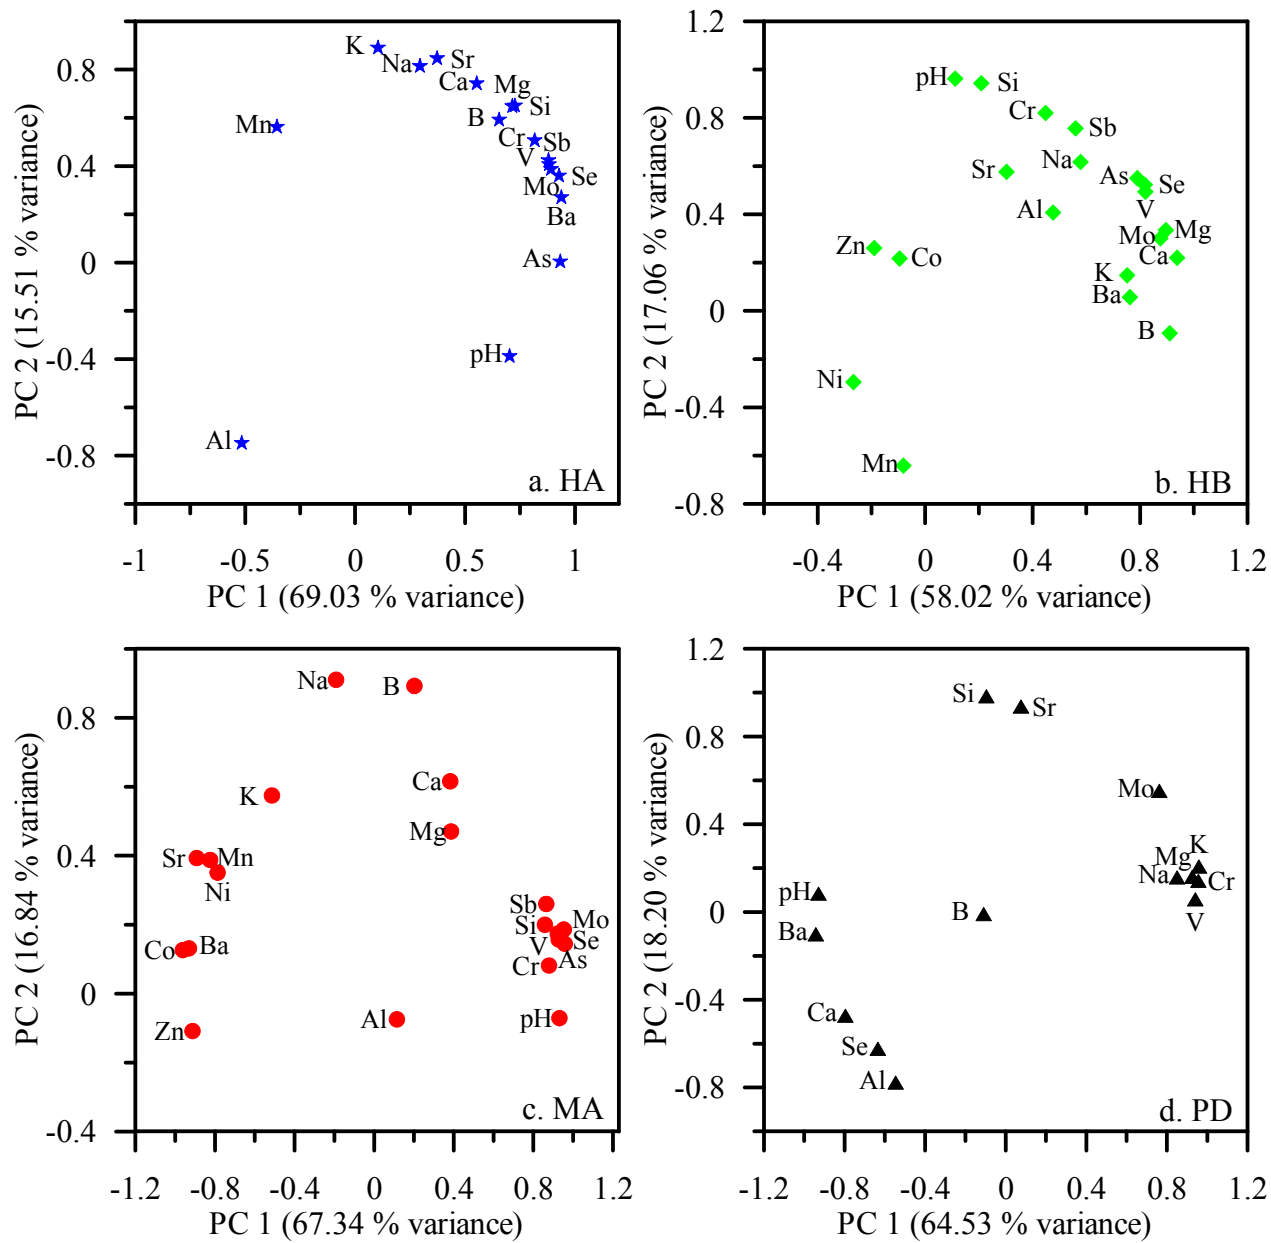 K
Na
Sr
Ca
Mg
Si
B
Mn
Cr
Sb
V
Mo
Se
Ba
As
pH
Al
a. HA
0.8
0.4
0
-0.4
-0.8
-1
-0.5
0
0.5
1
PC 1 (69.03 % variance)
PC 2 (15.51 % variance)
pH
Si
Cr
Sb
Na
Sr
As
Se
V
Al
Mo
Mg
Zn
Co
Ca
K
Ba
B
Ni
Mn
b. HB
1.2
0.8
0.4
0
-0.4
-0.8
-0.4
0
0.4
0.8
1.2
PC 1 (58.02 % variance)
PC 2 (17.06 % variance)
Na
B
Ca
K
Mg
Sr
Mn
Ni
Sb
Si
Mo
V
Se
As
Cr
Co
Ba
Zn
Al
pH
c. MA
0.8
0.4
0
-0.4
-1.2
-0.8
-0.4
0
0.4
0.8
1.2
PC 1 (67.34 % variance)
PC 2 (16.84 % variance)
Si
Sr
Mo
K
Mg
Na
Cr
V
pH
B
Ba
Ca
Se
Al
d. PD
1.2
0.8
0.4
0
-0.4
-0.8
-1.2
-0.8
-0.4
0
0.4
0.8
1.2
PC 1 (64.53 % variance)
PC 2 (18.20 % variance)